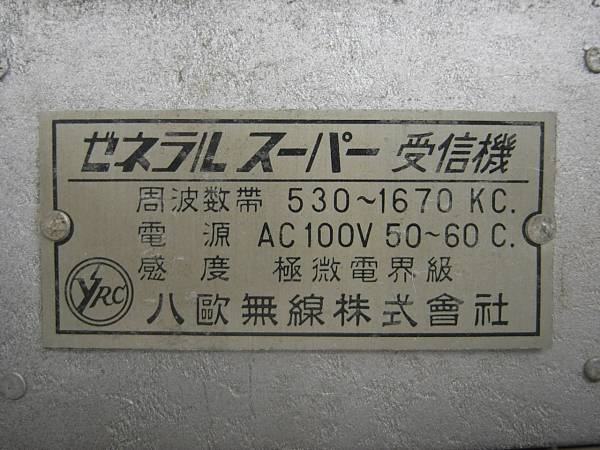 ゼネラル スーパー 受信機
周波数帯 530~1670 KC.
電源 AC100V 50~60 C.
感度 極微電界級
YRC 八歐無線株式會社